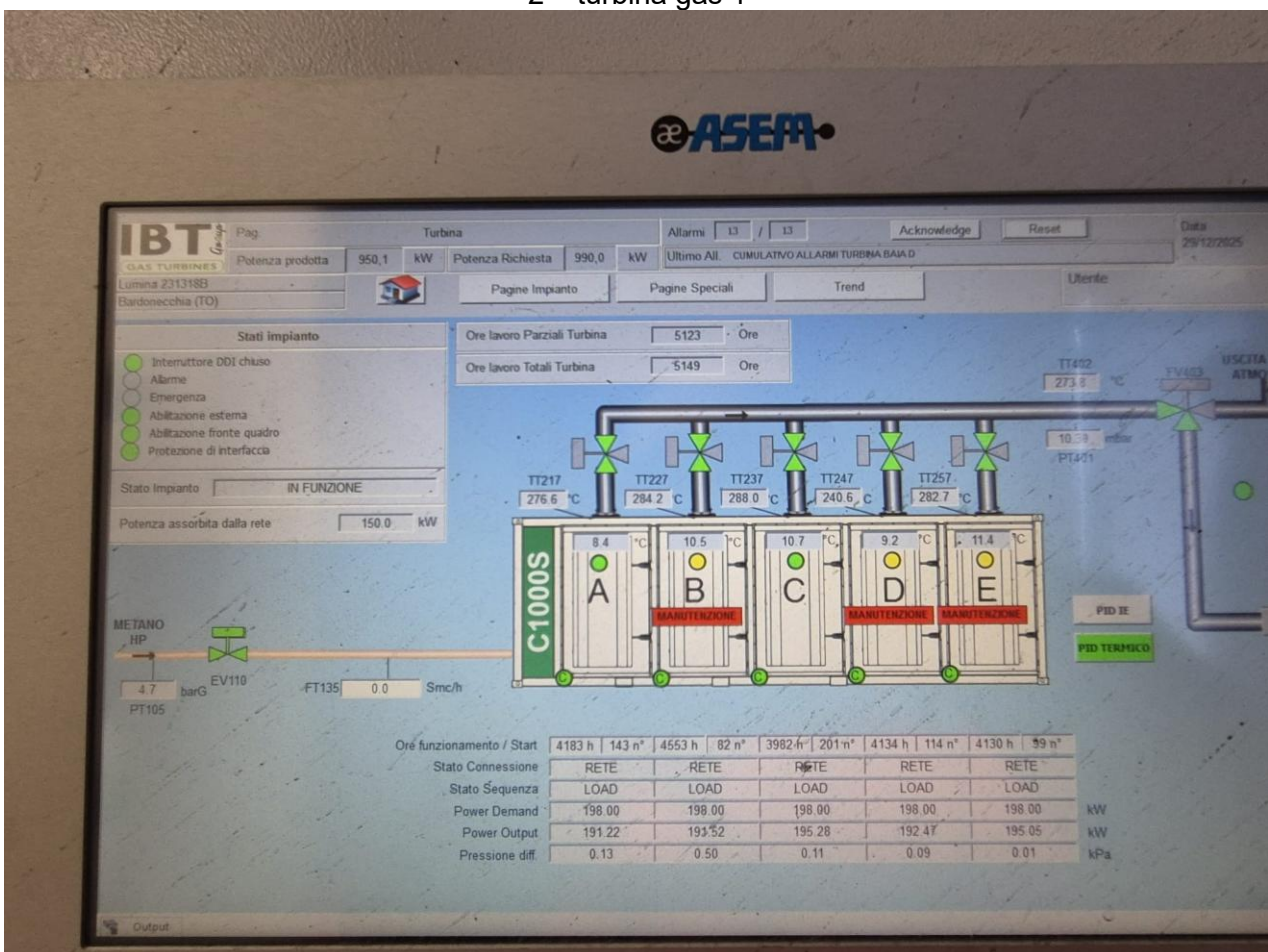 ASEM
IBT Group
GAS TURBINES
Pag. Turbina
Allarmi 13 / 13
Acknowledge
Reset
Data
29/12/2025
Potenza prodotta 950,1 kW
Potenza Richiesta 990,0 kW
Ultimo All. CUMULATIVO ALLARMI TURBINA BAIA D
Lumina 231318B
Bardonecchia (TO)
Pagine Impianto
Pagine Speciali
Trend
Utente
Stati impianto
Interruttore DDI chiuso
Allarme
Emergenza
Abilitazione esterna
Abilitazione fronte quadro
Protezione di interfaccia
Stato Impianto IN FUNZIONE
Potenza assorbita dalla rete 150.0 kW
Ore lavoro Parziali Turbina 5123 Ore
Ore lavoro Totali Turbina 5149 Ore
TT402
273.8 °C
FV403
USCITA
ATMO
mbar
PT401
TT217 TT227 TT237 TT247 TT257
276.6 °C 284.2 °C 288.0 °C 240.6 °C 282.7 °C
8.4 °C 10.5 °C 10.7 °C 9.2 °C 11.4 °C
C1000S
A B C D E
MANUTENZIONE MANUTENZIONE MANUTENZIONE
C C C C C
PID IE
PID TERMICO
METANO
HP
4.7 barG
PT105
EV110
FT135 0.0 Smc/h
Ore funzionamento / Start 4183 h 143 n° 4553 h 82 n° 3982 h 201 n° 4134 h 114 n° 4130 h n°
Stato Connessione RETE RETE RETE RETE RETE
Stato Sequenza LOAD LOAD LOAD LOAD LOAD
Power Demand 198.00 198.00 198.00 198.00 198.00 kW
Power Output 191.22 195.28 192.47 195.05 kW
Pressione diff. 0.13 0.50 0.11 0.09 0.01 kPa
Output